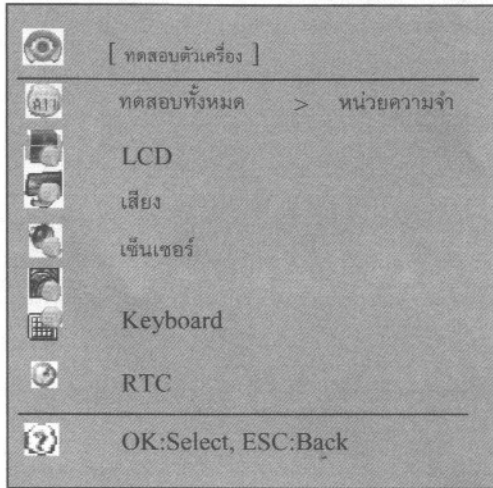 [ ทดสอบตัวเครื่อง ]
ทดสอบทั้งหมด > หน่วยความจำ
LCD
เสียง
เซ็นเซอร์
Keyboard
RTC
OK:Select, ESC:Back